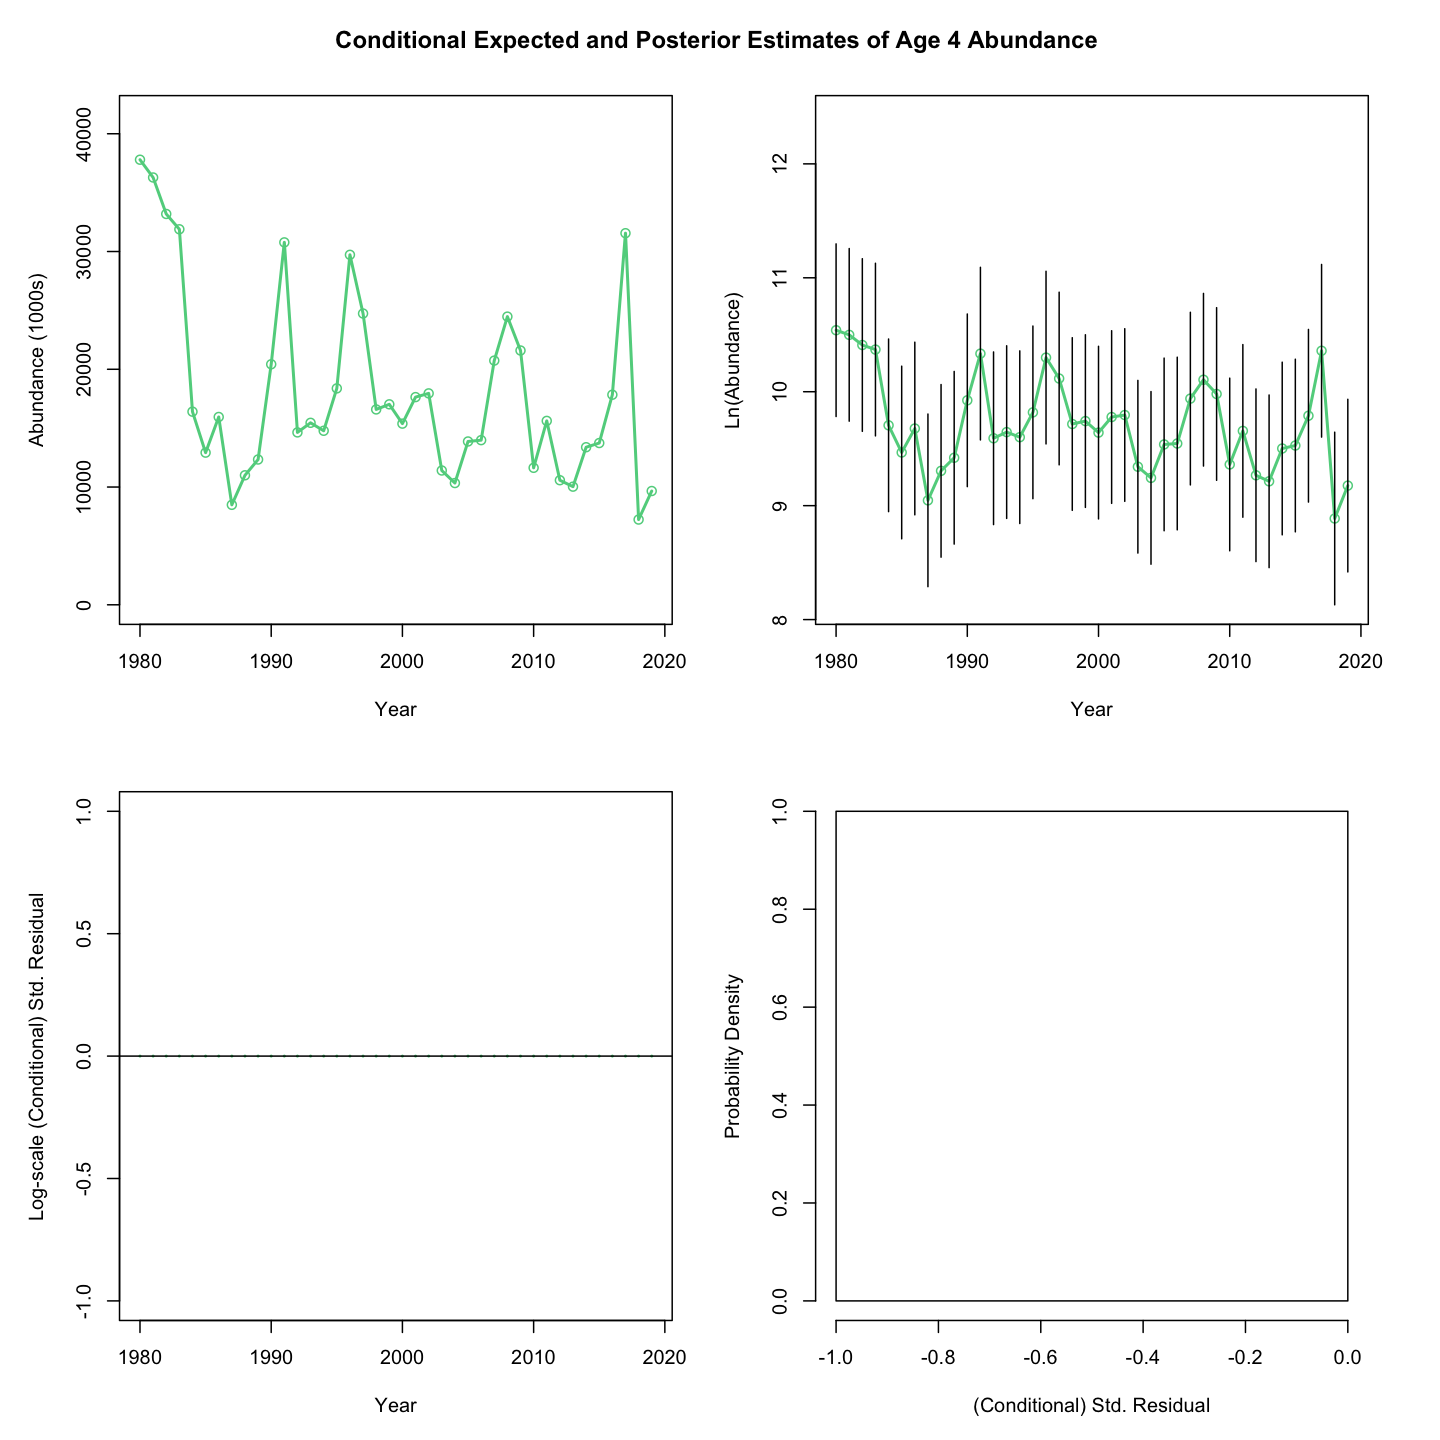 Conditional Expected and Posterior Estimates of Age 4 Abundance
Abundance (1000s)
40000
30000
20000
10000
0
1980 1990 2000 2010 2020
Year
Ln(Abundance)
12
11
10
9
8
1980 1990 2000 2010 2020
Year
Log-scale (Conditional) Std. Residual
1.0
0.5
0.0
-0.5
-1.0
1980 1990 2000 2010 2020
Year
Probability Density
1.0
0.8
0.6
0.4
0.2
0.0
-1.0 -0.8 -0.6 -0.4 -0.2 0.0
(Conditional) Std. Residual